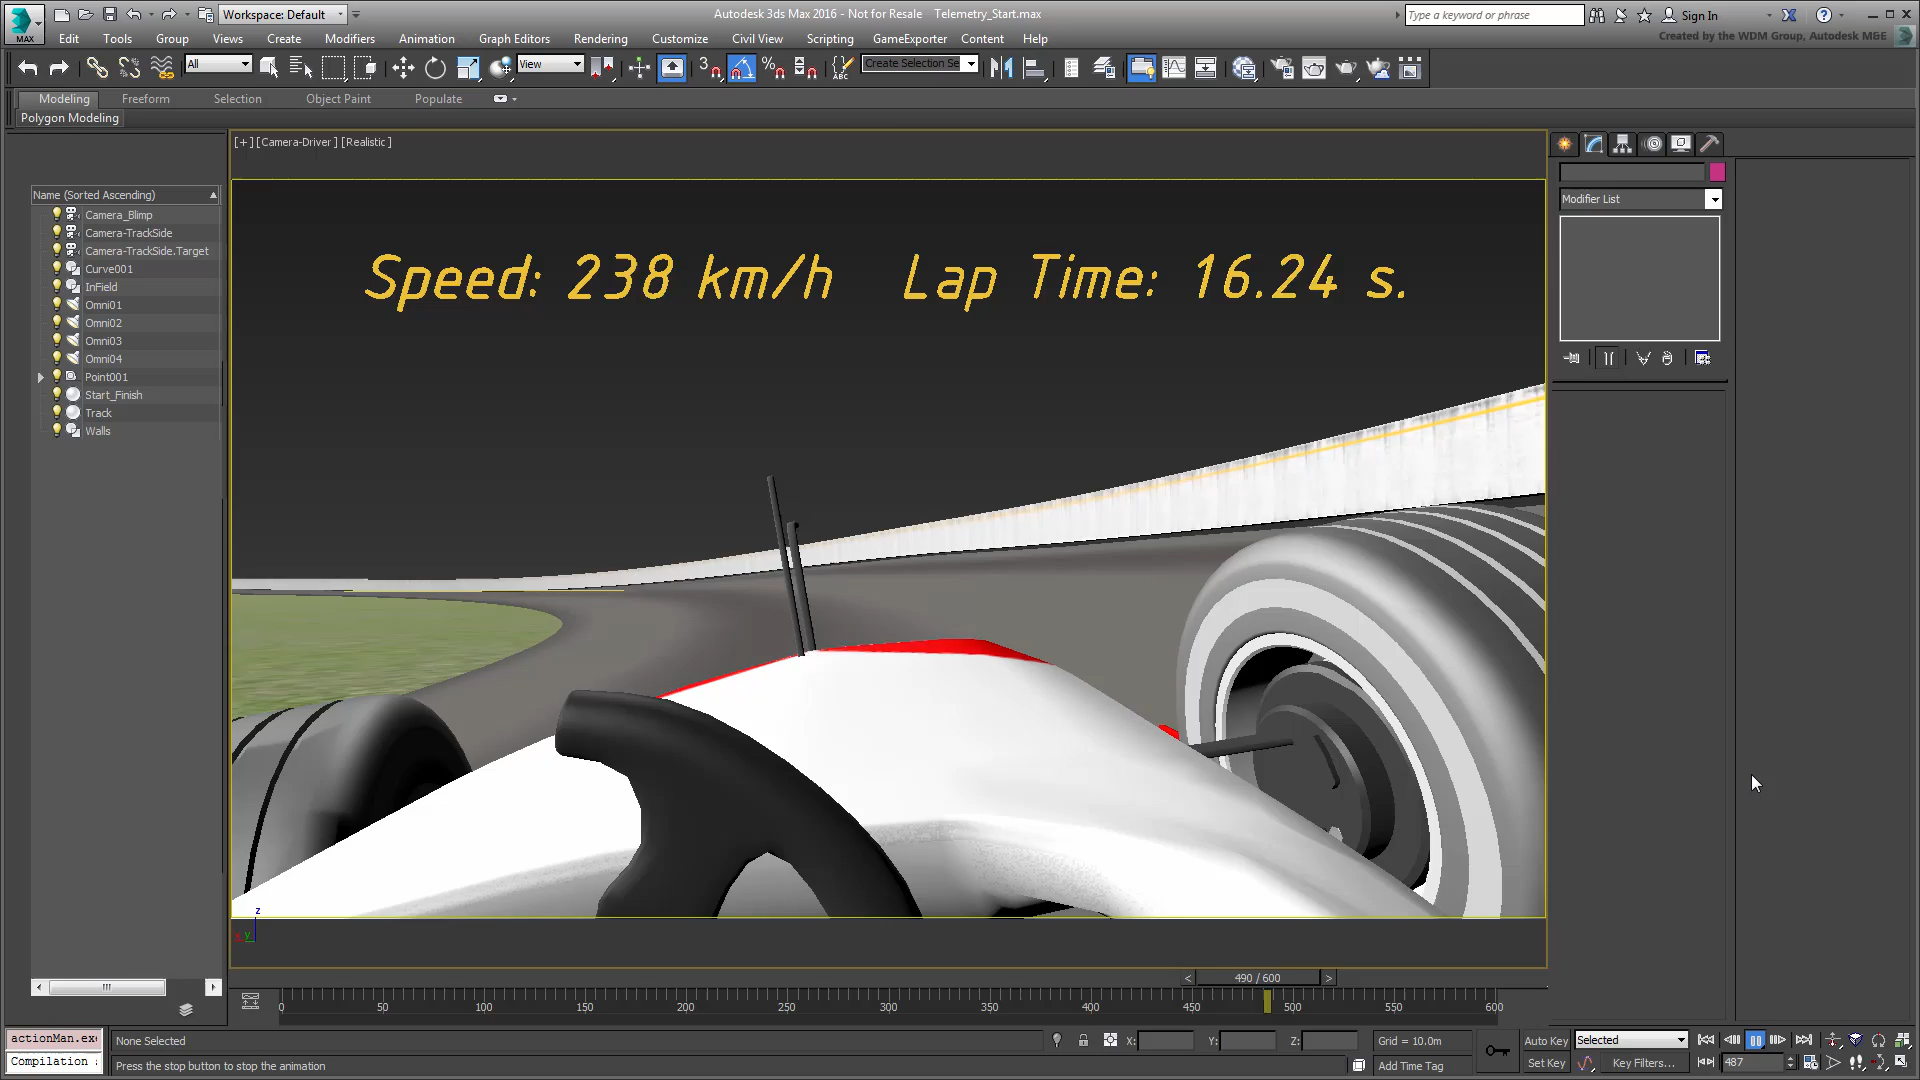 Workspace: Default
Autodesk 3ds Max 2016 - Not for Resale Telemetry_Start.max
Type a keyword or phrase
Sign In
MAX
Edit Tools Group Views Create Modifiers Animation Graph Editors Rendering Customize Civil View Scripting GameExporter Content Help
Created by the WDM Group, Autodesk M&E
All
View
Create Selection Se
Modeling Freeform Selection Object Paint Populate
Polygon Modeling
[+] [Camera-Driver] [Realistic]
Name (Sorted Ascending)
Camera_Blimp
Camera-TrackSide
Camera-TrackSide.Target
Curve001
InField
Omni01
Omni02
Omni03
Omni04
Point001
Start_Finish
Track
Walls
Speed: 238 km/h Lap Time: 16.24 s.
Modifier List
z
x y
< 490 / 600 >
0 50 100 150 200 250 300 350 400 450 500 550 600
actionMan.exe
Compilation :
None Selected
X: Y: Z:
Grid = 10.0m
Auto Key
Selected
Press the stop button to stop the animation
Add Time Tag
Set Key
Key Filters...
487